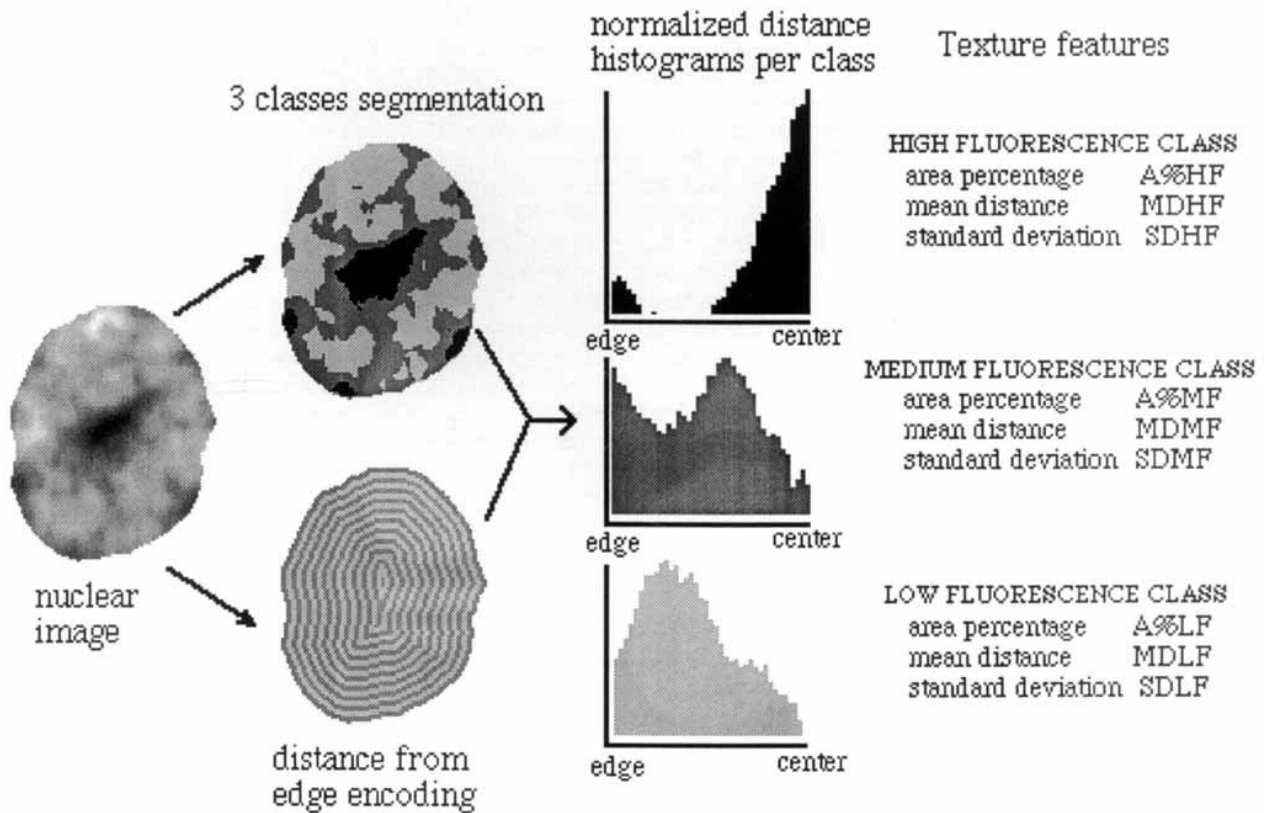 normalized distance
histograms per class
Texture features
3 classes segmentation
HIGH FLUORESCENCE CLASS
area percentage A%HF
mean distance MDHF
standard deviation SDHF
edge center
MEDIUM FLUORESCENCE CLASS
area percentage A%MF
mean distance MDMF
standard deviation SDMF
edge center
nuclear
image
LOW FLUORESCENCE CLASS
area percentage A%LF
mean distance MDLF
standard deviation SDLF
edge center
distance from
edge encoding